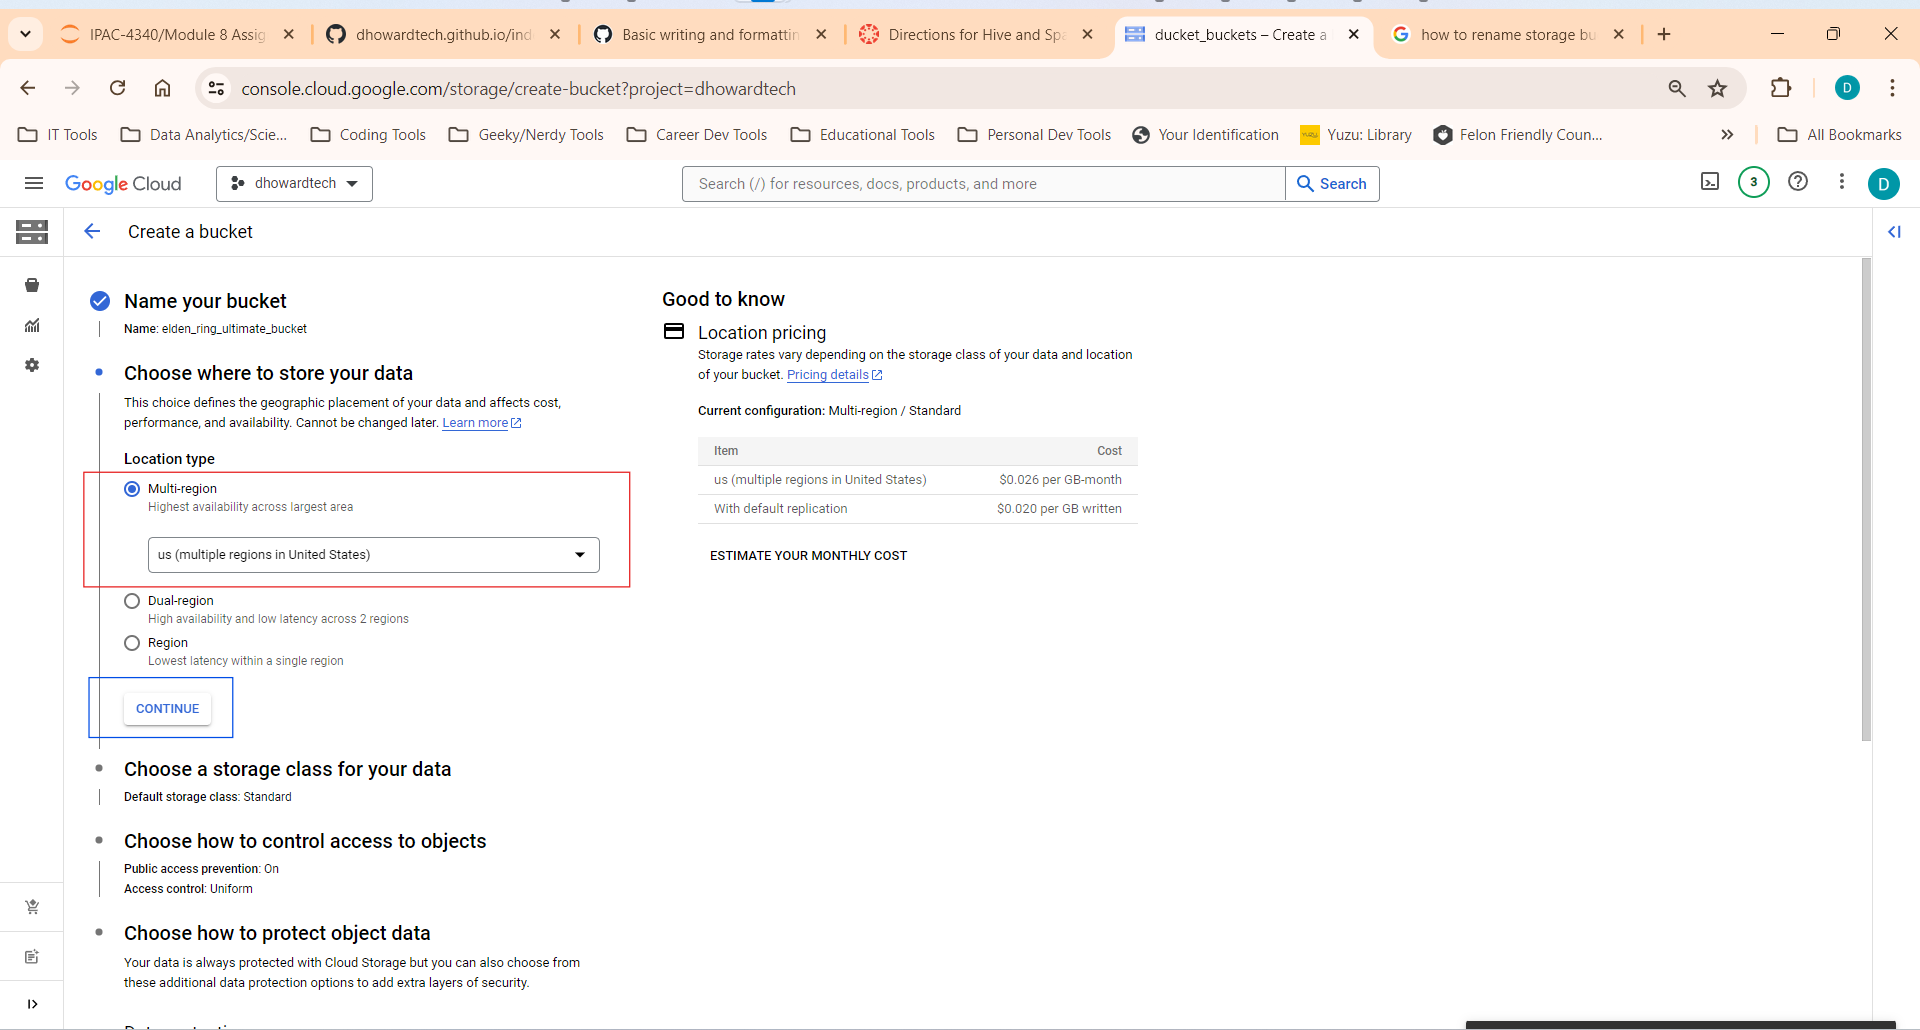 IPAC-4340/Module 8 Assig
dhowardtech.github.io/ind
Basic writing and formattin
Directions for Hive and Spa
ducket_buckets – Create a
how to rename storage bu
console.cloud.google.com/storage/create-bucket?project=dhowardtech
D
IT Tools
Data Analytics/Scie...
Coding Tools
Geeky/Nerdy Tools
Career Dev Tools
Educational Tools
Personal Dev Tools
Your Identification
Yuzu: Library
Felon Friendly Coun...
All Bookmarks
Google Cloud
dhowardtech
Search (/) for resources, docs, products, and more
Search
3
D
Create a bucket
Name your bucket
Name: elden_ring_ultimate_bucket
Choose where to store your data
This choice defines the geographic placement of your data and affects cost,
performance, and availability. Cannot be changed later. Learn more
Location type
Multi-region
Highest availability across largest area
us (multiple regions in United States)
Dual-region
High availability and low latency across 2 regions
Region
Lowest latency within a single region
CONTINUE
Choose a storage class for your data
Default storage class: Standard
Choose how to control access to objects
Public access prevention: On
Access control: Uniform
Choose how to protect object data
Your data is always protected with Cloud Storage but you can also choose from
these additional data protection options to add extra layers of security.
Good to know
Location pricing
Storage rates vary depending on the storage class of your data and location
of your bucket. Pricing details
Current configuration: Multi-region / Standard
Item Cost
us (multiple regions in United States) $0.026 per GB-month
With default replication $0.020 per GB written
ESTIMATE YOUR MONTHLY COST